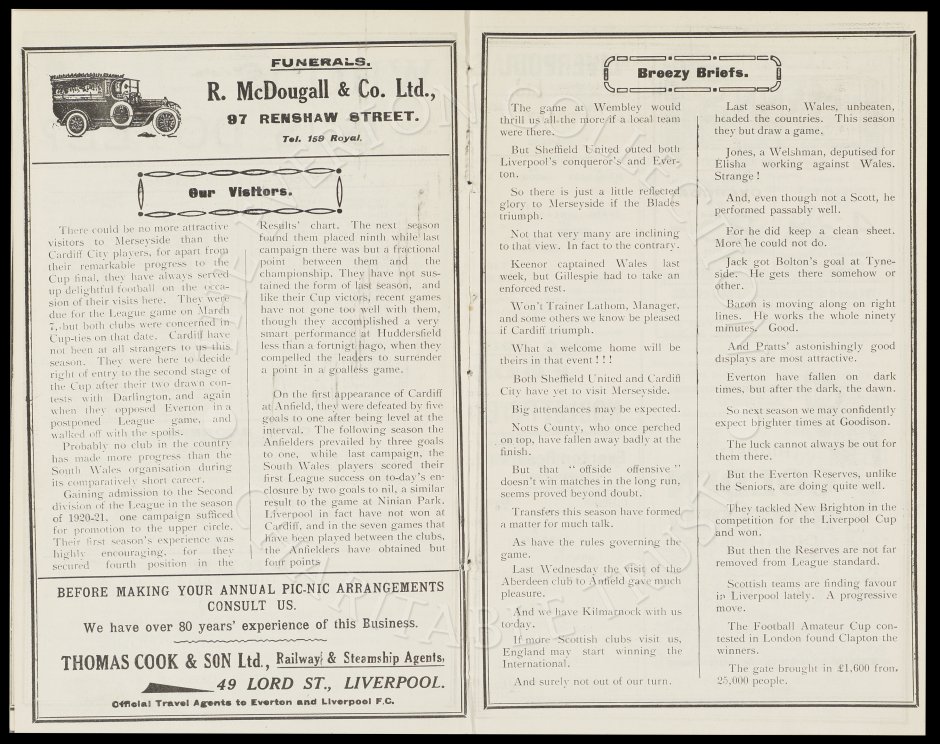 FUNERALS.
R. McDougall & Co. Ltd.,
97 RENSHAW STREET.
Tel. 159 Royal.
Our Visitors.
There could be no more attractive
visitors to Merseyside than the
Cardiff City players, for apart from
their remarkable progress to the
Cup final, they have always served
up delightful football on the occa-
sion of their visits here. They were
due for the League game on March
7, but both clubs were concerned in
Cup-ties on that date. Cardiff have
not been at all strangers to us this
season. They were here to decide
right of entry to the second stage of
the Cup after their two drawn con-
tests with Darlington, and again
when they opposed Everton in a
postponed League game, and
walked off with the spoils.
Probably no club in the country
has made more progress than the
South Wales organisation during
its comparatively short career.
Gaining admission to the Second
division of the League in the season
of 1920-21, one campaign sufficed
for promotion to the upper circle.
Their first season's experience was
highly encouraging, for they
secured fourth position in the
Results' chart. The next season
found them placed ninth while last
campaign there was but a fractional
point between them and the
championship. They have not sus-
tained the form of last season, and
like their Cup victors, recent games
have not gone too well with them,
though they accomplished a very
smart performance at Huddersfield
less than a fortnigt ago, when they
compelled the leaders to surrender
a point in a goalless game.
On the first appearance of Cardiff
at Anfield, they were defeated by five
goals to one after being level at the
interval. The following season the
Anfielders prevailed by three goals
to one, while last campaign, the
South Wales players scored their
first League success on to-day's en-
closure by two goals to nil, a similar
result to the game at Ninian Park.
Liverpool in fact have not won at
Cardiff, and in the seven games that
have been played between the clubs,
the Anfielders have obtained but
four points
BEFORE MAKING YOUR ANNUAL PIC-NIC ARRANGEMENTS
CONSULT US.
We have over 80 years' experience of this Business.
THOMAS COOK & SON Ltd., Railway & Steamship Agents,
49 LORD ST., LIVERPOOL.
Official Travel Agents to Everton and Liverpool F.C.
Breezy Briefs.
The game at Wembley would
thrill us all the more if a local team
were there.
But Sheffield United outed both
Liverpool's conqueror's and Ever-
ton.
So there is just a little reflected
glory to Merseyside if the Blades
triumph.
Not that very many are inclining
to that view. In fact to the contrary.
Keenor captained Wales last
week, but Gillespie had to take an
enforced rest.
Won't Trainer Lathom, Manager,
and some others we know be pleased
if Cardiff triumph.
What a welcome home will be
theirs in that event ! ! !
Both Sheffield United and Cardiff
City have yet to visit Merseyside.
Big attendances may be expected.
Notts County, who once perched
on top, have fallen away badly at the
finish.
But that " offside offensive "
doesn't win matches in the long run,
seems proved beyond doubt.
Transfers this season have formed
a matter for much talk.
As have the rules governing the
game.
Last Wednesday the visit of the
Aberdeen club to Anfield gave much
pleasure.
And we have Kilmarnock with us
today.
If more Scottish clubs visit us,
England may start winning the
International.
And surely not out of our turn.
Last season, Wales, unbeaten,
headed the countries. This season
they but draw a game.
Jones, a Welshman, deputised for
Elisha working against Wales.
Strange !
And, even though not a Scott, he
performed passably well.
For he did keep a clean sheet.
More he could not do.
Jack got Bolton's goal at Tyne-
side. He gets there somehow or
other.
Baron is moving along on right
lines. He works the whole ninety
minutes. Good.
And Pratts' astonishingly good
displays are most attractive.
Everton have fallen on dark
times, but after the dark, the dawn.
So next season we may confidently
expect brighter times at Goodison.
The luck cannot always be out for
them there.
But the Everton Reserves, unlike
the Seniors, are doing quite well.
They tackled New Brighton in the
competition for the Liverpool Cup
and won.
But then the Reserves are not far
removed from League standard.
Scottish teams are finding favour
in Liverpool lately. A progressive
move.
The Football Amateur Cup con-
tested in London found Clapton the
winners.
The gate brought in £1,600 from
25,000 people.